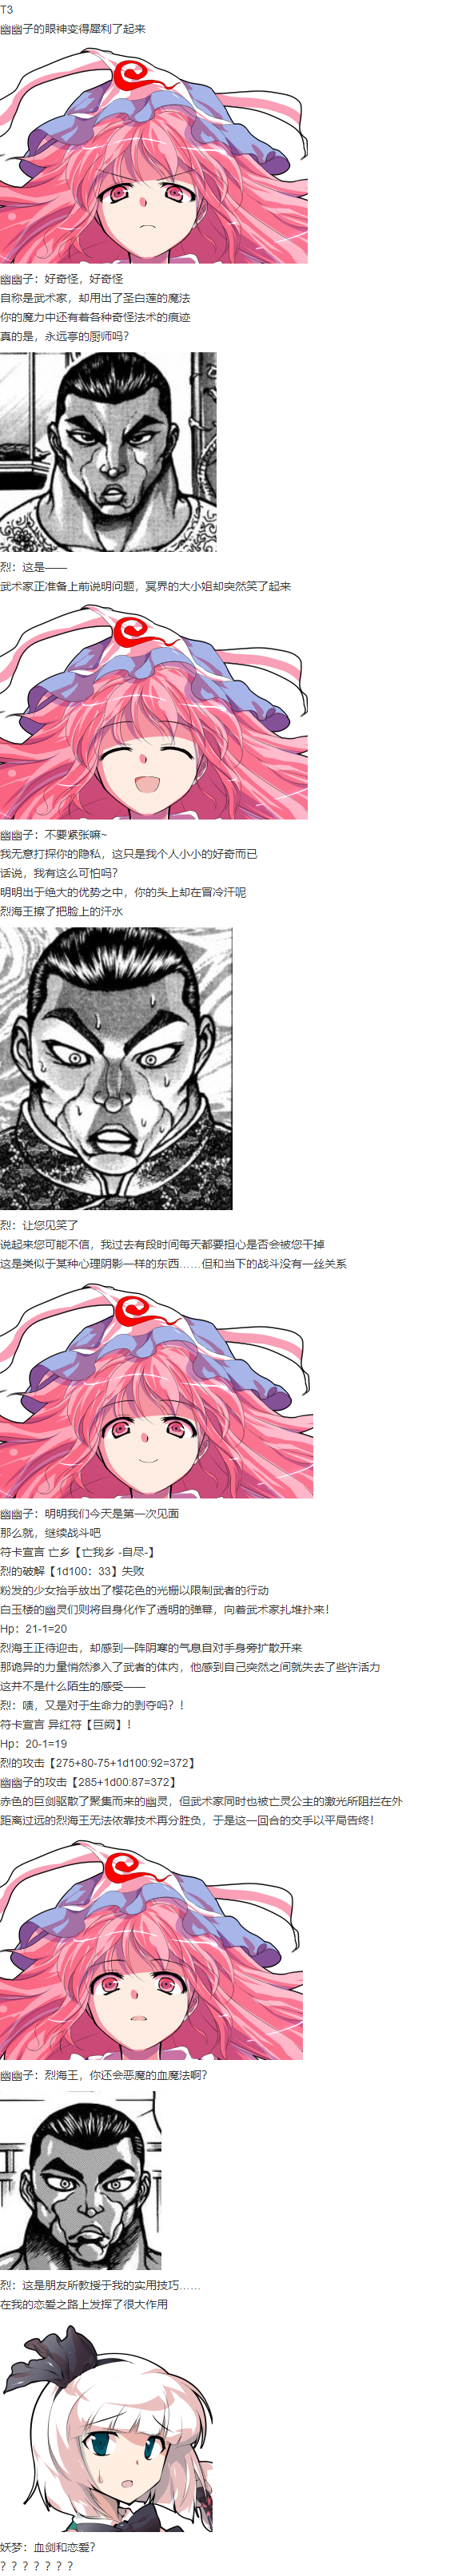 T3
幽幽子的眼神变得犀利了起来
幽幽子：好奇怪，好奇怪
自称是武术家，却用出了圣白莲的魔法
你的魔力中还有着各种奇怪法术的痕迹
真的是，永远亭的厨师吗？
烈：这是——
武术家正准备上前说明问题，冥界的大小姐却突然笑了起来
幽幽子：不要紧张嘛~
我无意打探你的隐私，这只是我个人小小的好奇而已
话说，我有这么可怕吗？
明明出于绝大的优势之中，你的头上却在冒冷汗呢
烈海王擦了把脸上的汗水
烈：让您见笑了
说起来您可能不信，我过去有段时间每天都要担心是否会被您干掉
这是类似于某种心理阴影一样的东西……但和当下的战斗没有一丝关系
幽幽子：明明我们今天是第一次见面
那么就，继续战斗吧
符卡宣言 亡乡【亡我乡 -自尽-】
烈的破解【1d100：33】失败
粉发的少女抬手放出了樱花色的光栅以限制武者的行动
白玉楼的幽灵们则将自身化作了透明的弹幕，向着武术家扎堆扑来！
Hp：21-1=20
烈海王正待迎击，却感到一阵阴寒的气息自对手身旁扩散开来
那诡异的力量悄然渗入了武者的体内，他感到自己突然之间就失去了些许活力
这并不是什么陌生的感受——
烈：啧，又是对于生命力的剥夺吗？！
符卡宣言 异红符【巨阙】！
Hp：20-1=19
烈的攻击【275+80-75+1d100:92=372】
幽幽子的攻击【285+1d00:87=372】
赤色的巨剑驱散了聚集而来的幽灵，但武术家同时也被亡灵公主的激光所阻拦在外
距离过远的烈海王无法依靠技术再分胜负，于是这一回合的交手以平局告终！
幽幽子：烈海王，你还会恶魔的血魔法啊？
烈：这是朋友所教授于我的实用技巧……
在我的恋爱之路上发挥了很大作用
妖梦：血剑和恋爱？
？？？？？？？